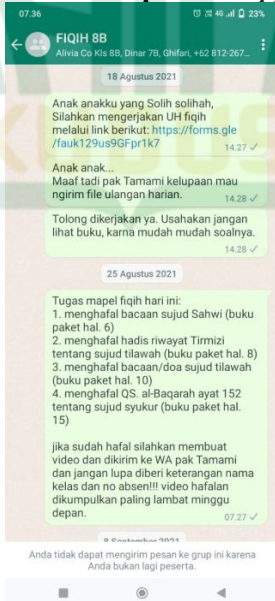 07.36
4G 23%
FIQIH 8B
Alivia Co Kls 8B, Dinar 7B, Ghifari, +62 812-267...
18 Agustus 2021
Anak anakku yang Solih solihah,
Silahkan mengerjakan UH fiqih
melalui link berikut: https://forms.gle
/fauk129us9GFpr1k7
14.27
Anak anak...
Maaf tadi pak Tamami kelupaan mau
ngirim file ulangan harian.
14.28
Tolong dikerjakan ya. Usahakan jangan
lihat buku, karna mudah mudah soalnya.
14.28
25 Agustus 2021
Tugas mapel fiqih hari ini:
1. menghafal bacaan sujud Sahwi (buku
paket hal. 6)
2. menghafal hadis riwayat Tirmizi
tentang sujud tilawah (buku paket hal. 8)
3. menghafal bacaan/doa sujud tilawah
(buku paket hal. 10)
4. menghafal QS. al-Baqarah ayat 152
tentang sujud syukur (buku paket hal.
15)
jika sudah hafal silahkan membuat
video dan dikirim ke WA pak Tamami
dan jangan lupa diberi keterangan nama
kelas dan no absen!!! video hafalan
dikumpulkan paling lambat minggu
depan.
07.27
8 September 2021
Anda tidak dapat mengirim pesan ke grup ini karena
Anda bukan lagi peserta.